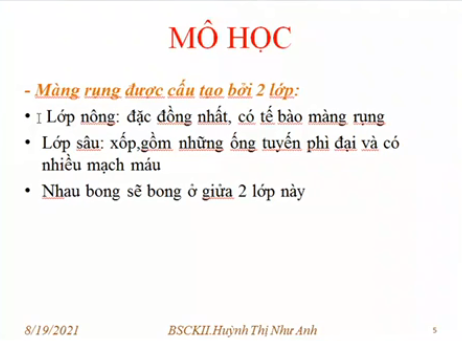 MÔ HỌC
- Màng rụng được cấu tạo bởi 2 lớp:
• Lớp nông: đặc đồng nhất, có tế bào màng rụng
• Lớp sâu: xốp,gồm những ống tuyến phì đại và có
nhiều mạch máu
• Nhau bong sẽ bong ở giữa 2 lớp này
8/19/2021 BSCKII.Huỳnh Thị Như Anh 5